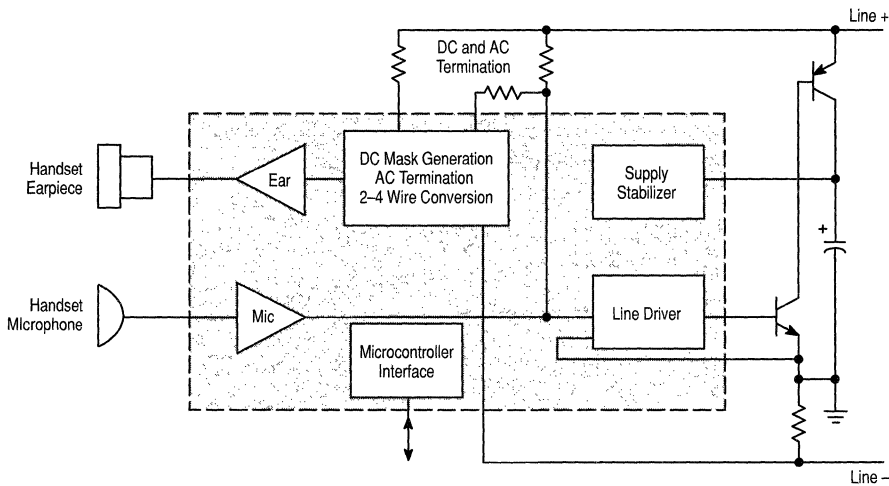 Line +
DC and AC
Termination
DC Mask Generation
AC Termination
2–4 Wire Conversion
Handset
Earpiece
Ear
Supply
Stabilizer
+
Handset
Microphone
Mic
Line Driver
Microcontroller
Interface
Line –